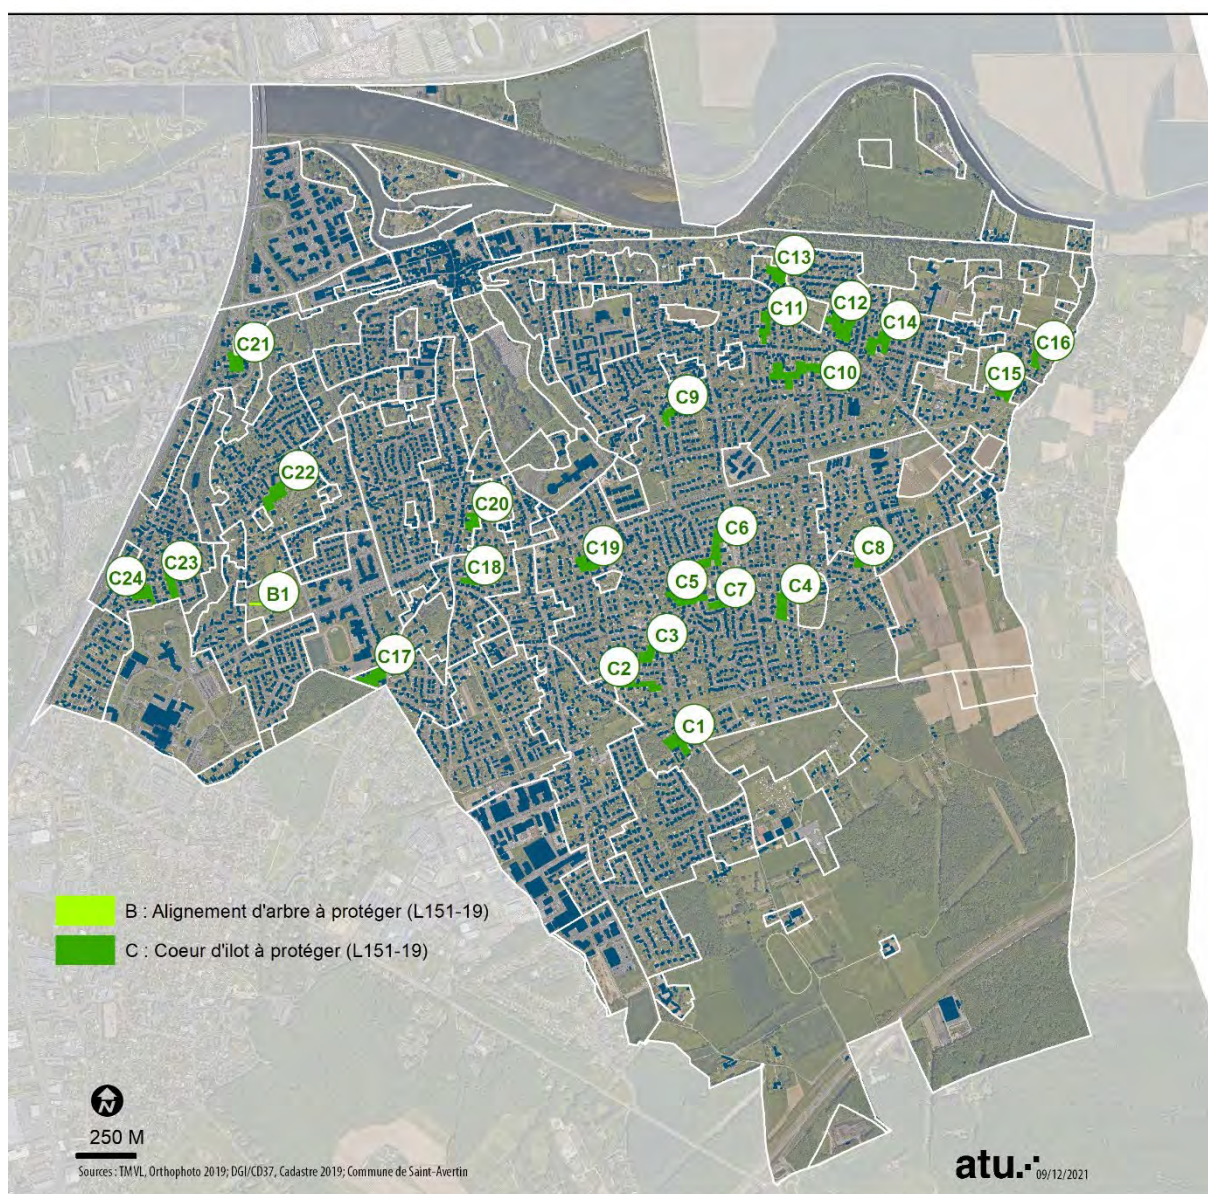 C13
C12
C11
C14
C21
C16
C10
C15
C9
C22
C20
C6
C19
C8
C18
C23
C24
C5
C4
C7
B1
C3
C17
C2
C1
B : Alignement d'arbre à protéger (L151-19)
C : Coeur d'ilot à protéger (L151-19)
N
250 M
Sources : TMVL, Orthophoto 2019; DGI/CD37, Cadastre 2019; Commune de Saint-Avertin
atu. 09/12/2021